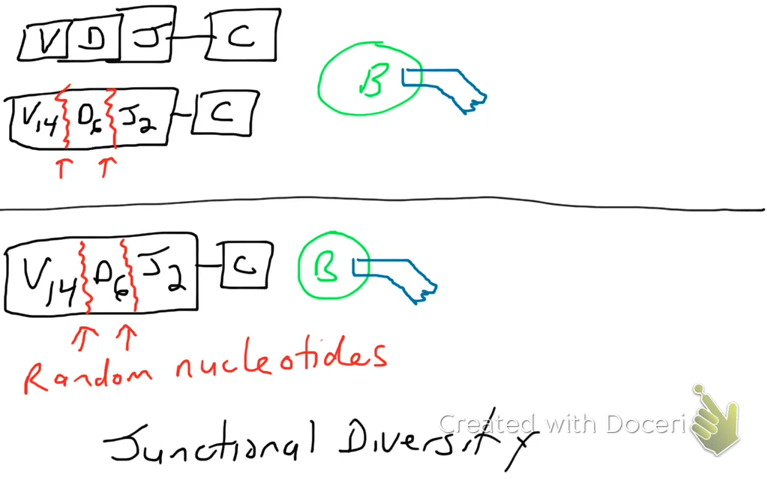 V D J C
B
V14 D6 J2 C
V14 D6 J2 C
B
Random nucleotides
Created with Doceri
Junctional Diversity